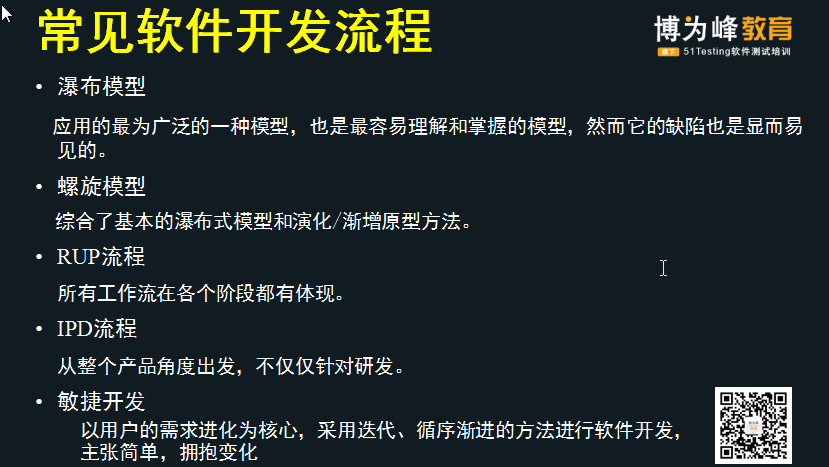 常见软件开发流程
博为峰教育
旗下 51Testing软件测试培训
• 瀑布模型
应用的最为广泛的一种模型，也是最容易理解和掌握的模型，然而它的缺陷也是显而易
见的。
• 螺旋模型
综合了基本的瀑布式模型和演化/渐增原型方法。
• RUP流程
所有工作流在各个阶段都有体现。
• IPD流程
从整个产品角度出发，不仅仅针对研发。
• 敏捷开发
以用户的需求进化为核心，采用迭代、循序渐进的方法进行软件开发，
主张简单，拥抱变化